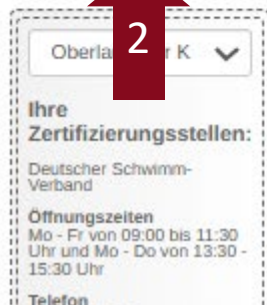 2
K
Ihre
Zertifizierungsstellen:
Deutscher Schwimm-
Verband
Öffnungszeiten
Mo - Fr von 09:00 bis 11:30
Uhr und Mo - Do von 13:30 -
15:30 Uhr
Telefon